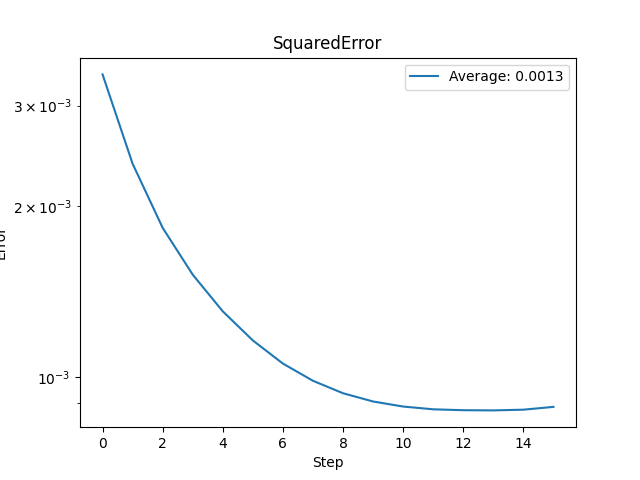 SquaredError
Average: 0.0013
3 × 10⁻³
2 × 10⁻³
10⁻³
Error
0 2 4 6 8 10 12 14
Step